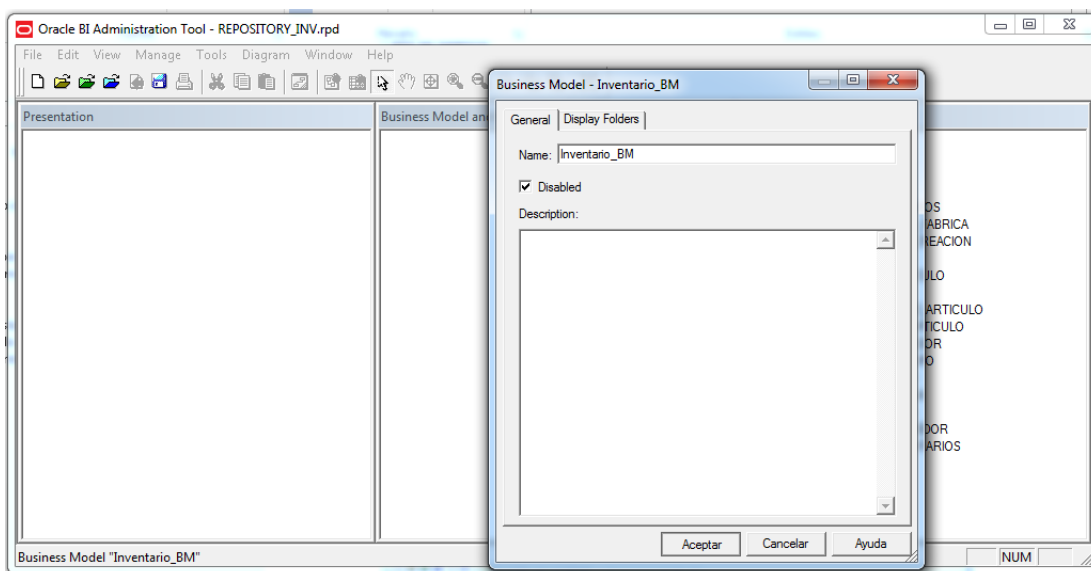 Oracle BI Administration Tool - REPOSITORY_INV.rpd
File Edit View Manage Tools Diagram Window Help
Business Model - Inventario_BM
Presentation
Business Model and
General
Display Folders
Name: Inventario_BM
Disabled
Description:
OS
ABRICA
REACION
ULO
ARTICULO
TICULO
OR
O
DOR
ARIOS
Aceptar
Cancelar
Ayuda
Business Model "Inventario_BM"
NUM